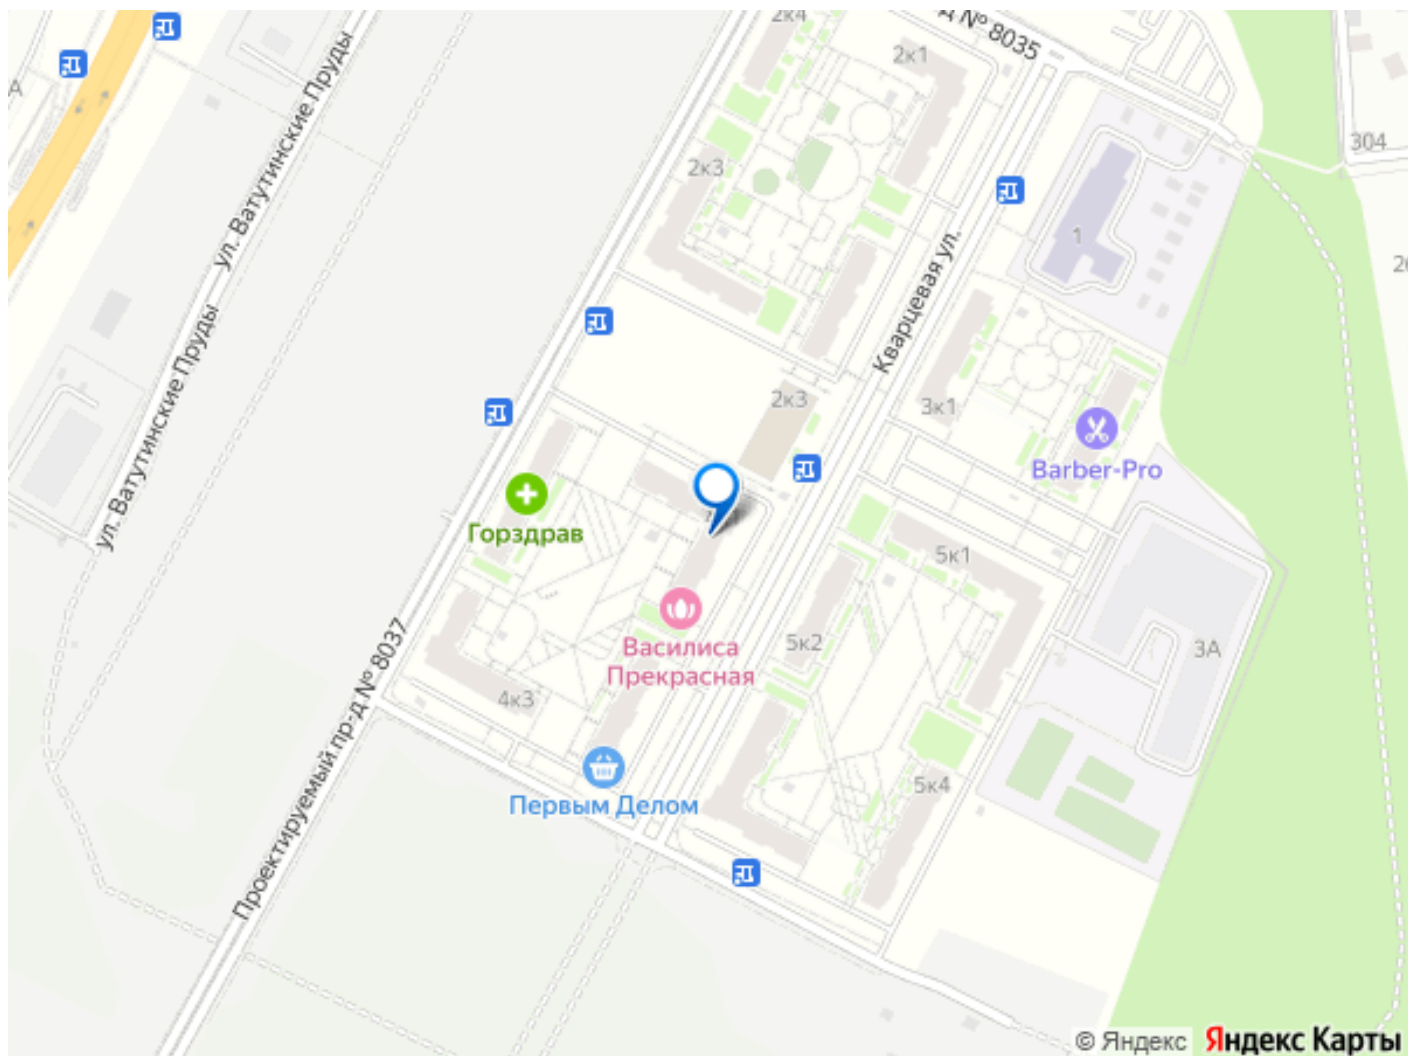 2к4
д № 8035
2к1
А
ул. Ватутинские Пруды
304
2к3
1
Кварцевая ул.
ул. Ватутинские Пруды
2к3
3к1
Barber-Pro
Горздрав
5к1
Василиса
Прекрасная
5к2
3А
4к3
Проектируемый пр-д № 8037
Первым Делом
5к4
© Яндекс
Яндекс Карты